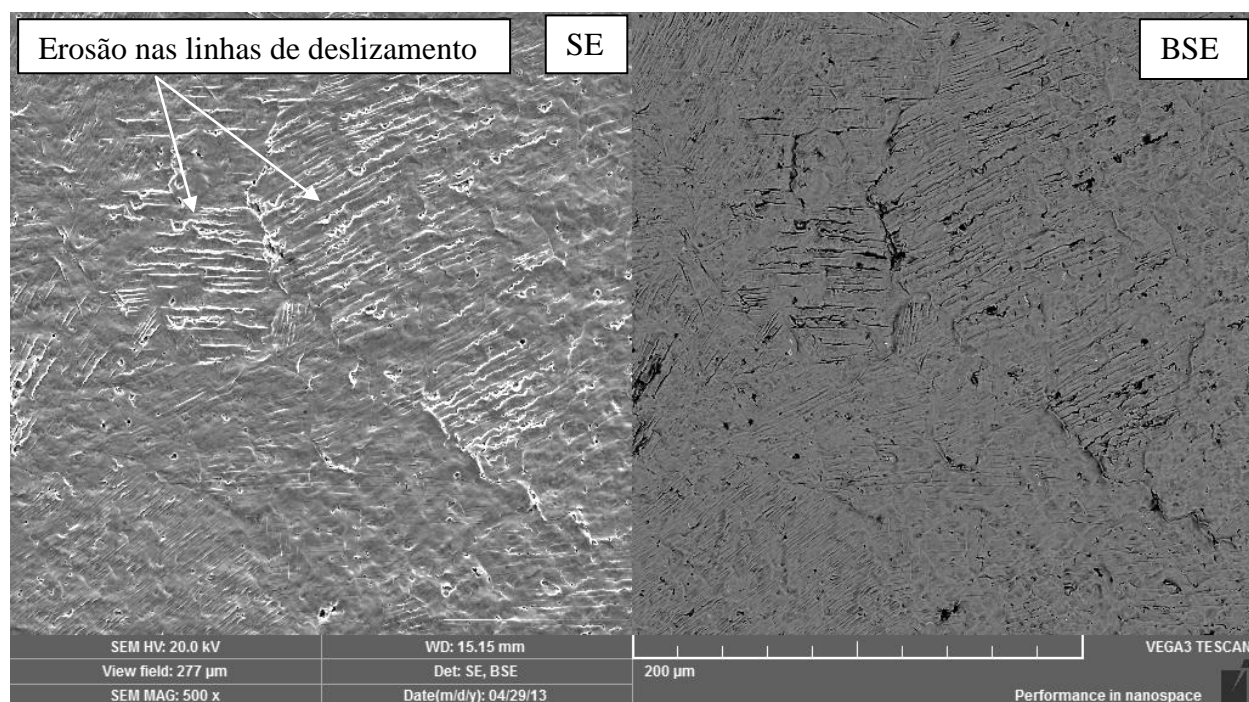 Erosão nas linhas de deslizamento
SE
BSE
SEM HV: 20.0 kV
WD: 15.15 mm
VEGA3 TESCAN
View field: 277 µm
Det: SE, BSE
200 µm
SEM MAG: 500 x
Date(m/d/y): 04/29/13
Performance in nanospace